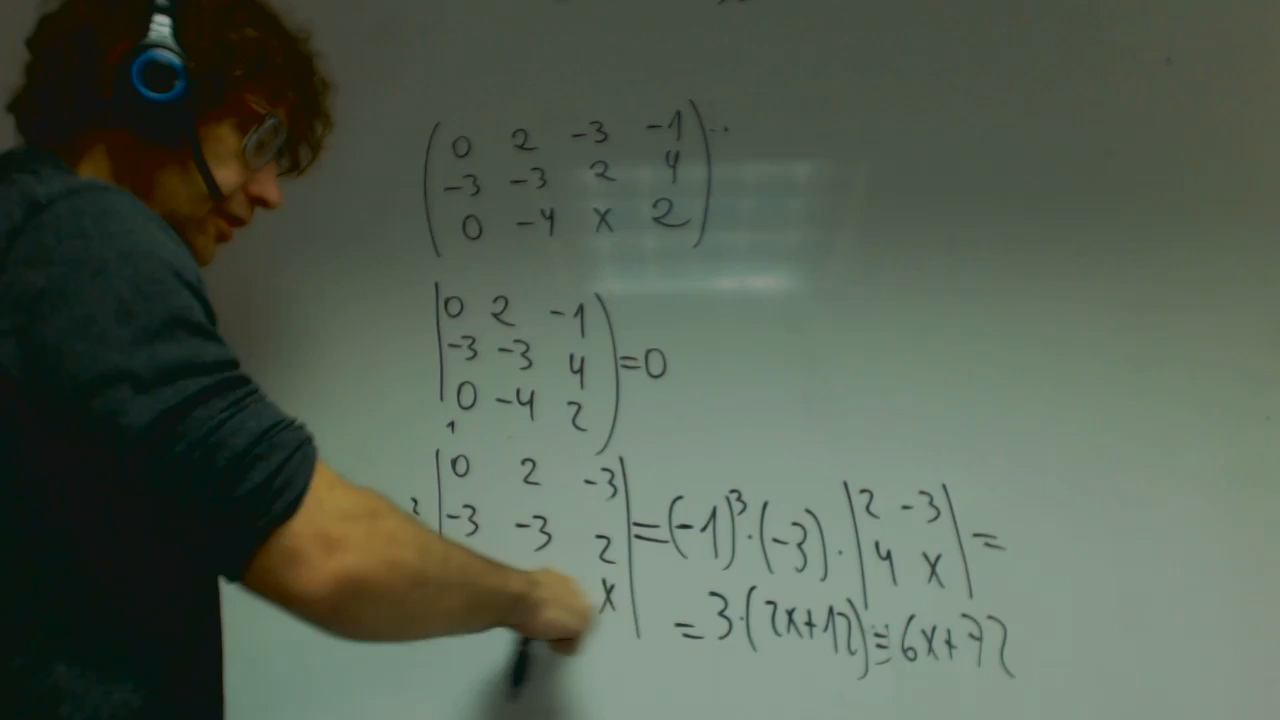 ( 0 2 -3 -1 ) ..
-3 -3 2 4
0 -4 x 2
| 0 2 -1 )
-3 -3 4 =0
0 -4 2
1
| 0 2 -3 |
2 | -3 -3 2 | =(-1)³·(-3)·| 2 -3 | =
x 4 x
=3·(2x+12)=6x+72